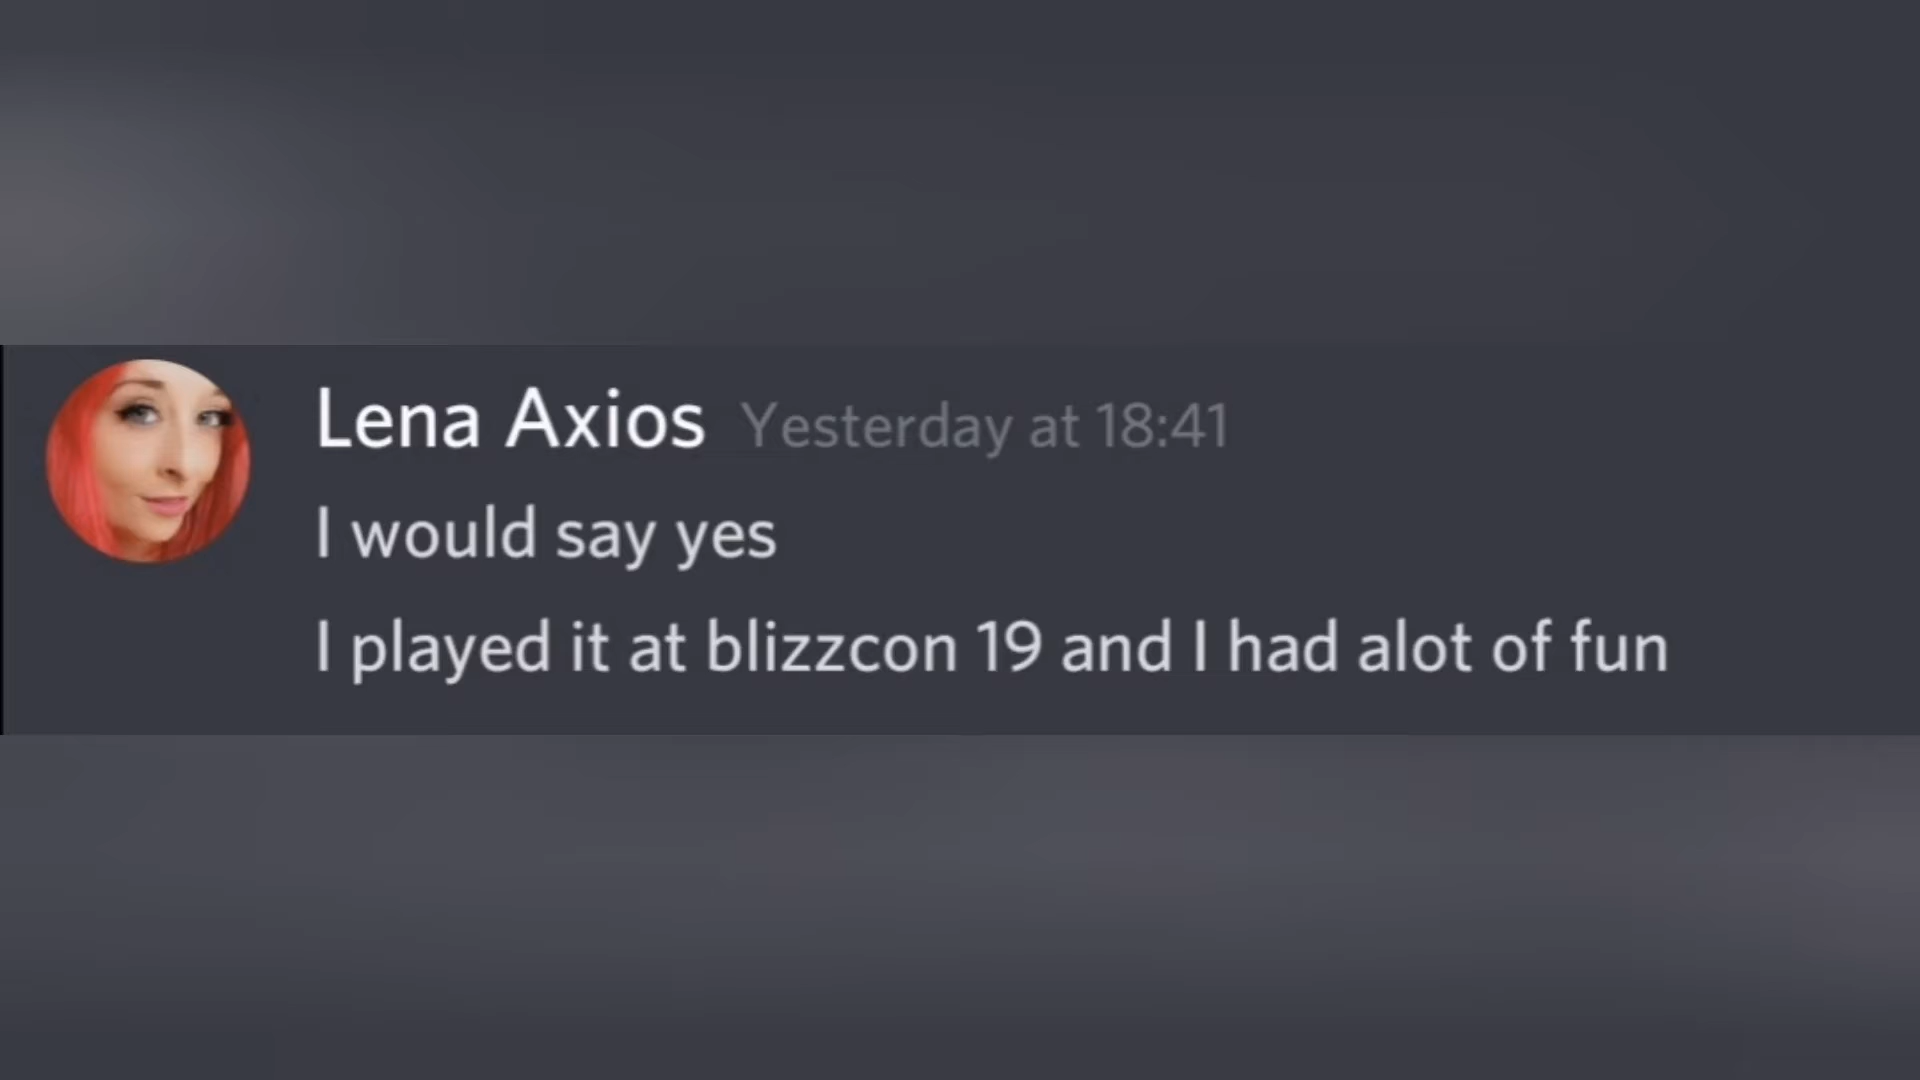 Lena Axios Yesterday at 18:41
I would say yes
I played it at blizzcon 19 and I had alot of fun